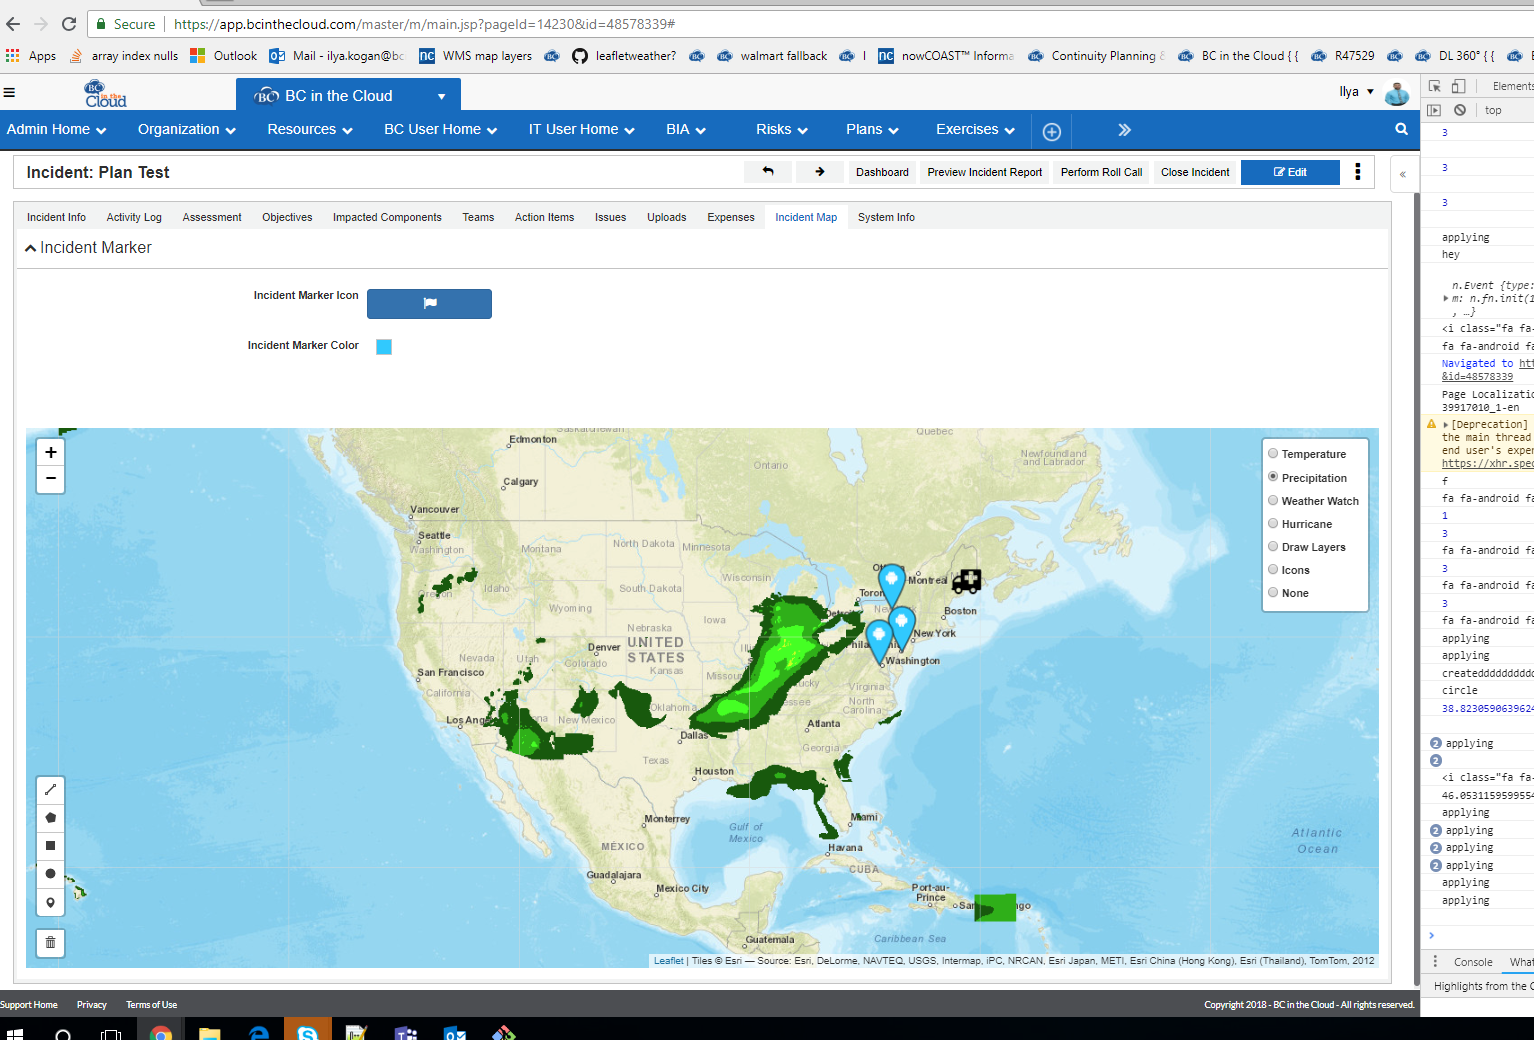 Secure
https://app.bcinthecloud.com/master/m/main.jsp?pageId=14230&id=48578339#
Apps
array index nulls
Outlook
Mail - ilya.kogan@bc
nc WMS map layers
leafletweather?
walmart fallback
nc nowCOAST™ Informa
Continuity Planning &
BC in the Cloud { {
R47529
DL 360° { {
BC in the Cloud
BC in the Cloud
Ilya
Admin Home
Organization
Resources
BC User Home
IT User Home
BIA
Risks
Plans
Exercises
Incident: Plan Test
Dashboard
Preview Incident Report
Perform Roll Call
Close Incident
Edit
Incident Info
Activity Log
Assessment
Objectives
Impacted Components
Teams
Action Items
Issues
Uploads
Expenses
Incident Map
System Info
Incident Marker
Incident Marker Icon
Incident Marker Color
+
−
Temperature
Precipitation
Weather Watch
Hurricane
Draw Layers
Icons
None
Saskatchewan
Edmonton
Calgary
Vancouver
Seattle
Washington
Ontario
Quebec
Newfoundland
and Labrador
Montana
North Dakota
Minnesota
Montreal
Idaho
South Dakota
Wisconsin
Wyoming
Iowa
Boston
Nebraska
New York
UNITED
STATES
Denver
Nevada
Utah
Colorado
Kansas
Washington
San Francisco
California
Virginia
North
Carolina
New Mexico
Oklahoma
Atlanta
Dallas
Georgia
Texas
Houston
Monterrey
Gulf of
Mexico
Miami
MÉXICO
Havana
CUBA
Guadalajara
Mexico City
Port-au-
Prince
Guatemala
Caribbean Sea
Atlantic
Ocean
Leaflet | Tiles © Esri — Source: Esri, DeLorme, NAVTEQ, USGS, Intermap, iPC, NRCAN, Esri Japan, METI, Esri China (Hong Kong), Esri (Thailand), TomTom, 2012
Support Home
Privacy
Terms of Use
Copyright 2018 - BC in the Cloud - All rights reserved.
Elements
top
3
3
3
applying
hey
n.Event {type:
m: n.fn.init(1
, …}
<i class="fa fa-
fa fa-android fa
Navigated to htt
&id=48578339
Page Localizatio
39917010_1-en
[Deprecation]
the main thread
end user's exper
https://xhr.spec
f
fa fa-android fa
1
3
fa fa-android fa
3
fa fa-android fa
3
fa fa-android fa
applying
applying
createdddddddddd
circle
38.8230590639624
2 applying
2
<i class="fa fa-
46.0531159599554
applying
2 applying
2 applying
2 applying
applying
applying
Console
What
Highlights from the C